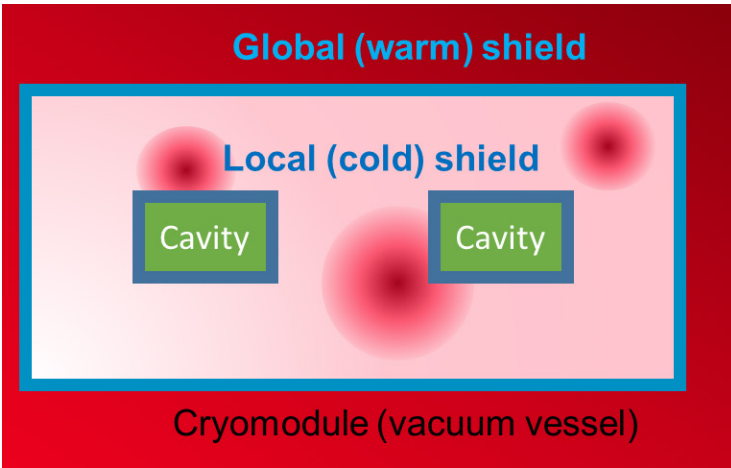 Global (warm) shield
Local (cold) shield
Cavity
Cavity
Cryomodule (vacuum vessel)